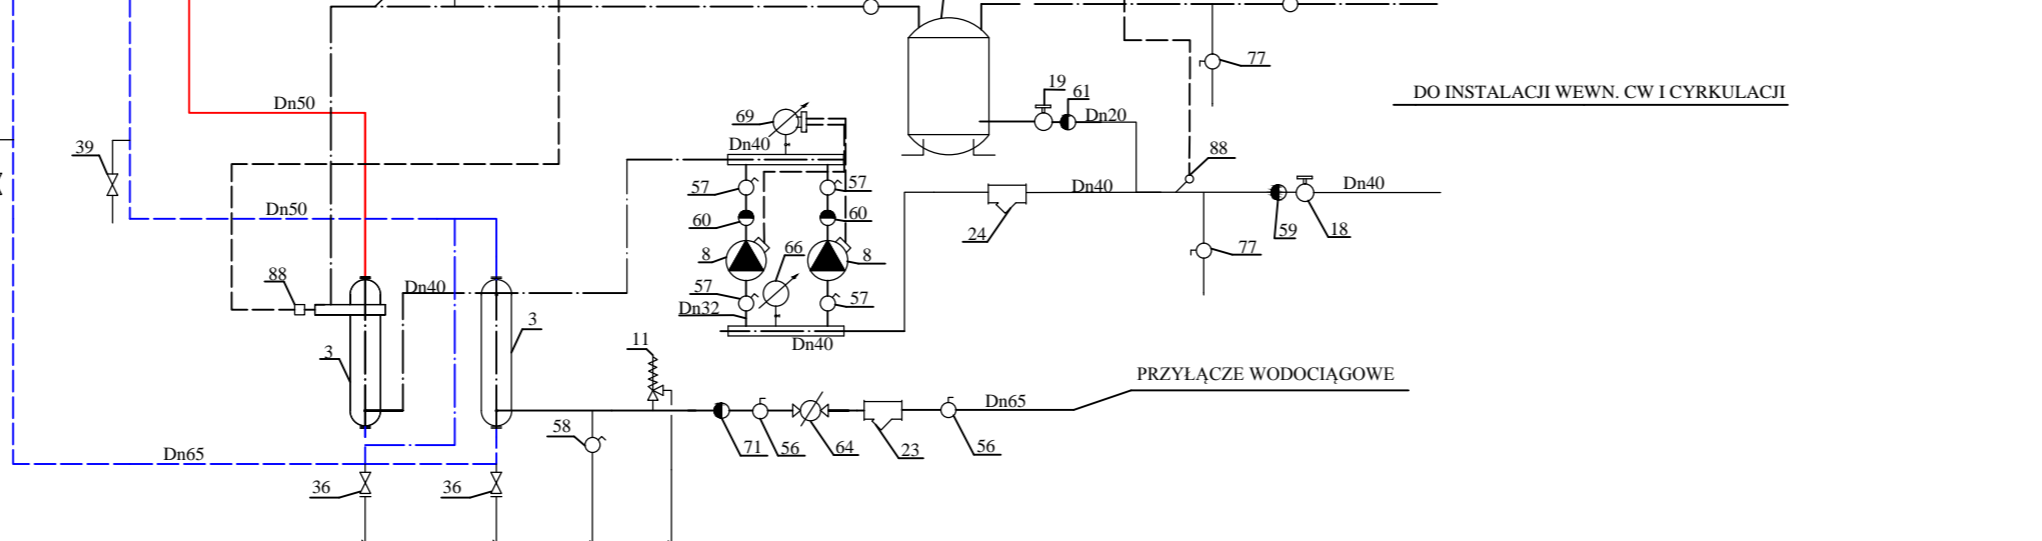 77
19
61
DO INSTALACJI WEWN. CW I CYRKULACJI
Dn50
69
Dn20
Dn40
39
88
57
57
Dn40
Dn40
Dn50
60
60
24
59
18
8
66
8
77
88
Dn40
57
57
Dn32
3
11
Dn40
3
PRZYŁĄCZE WODOCIĄGOWE
Dn65
58
71
56
64
23
56
Dn65
36
36